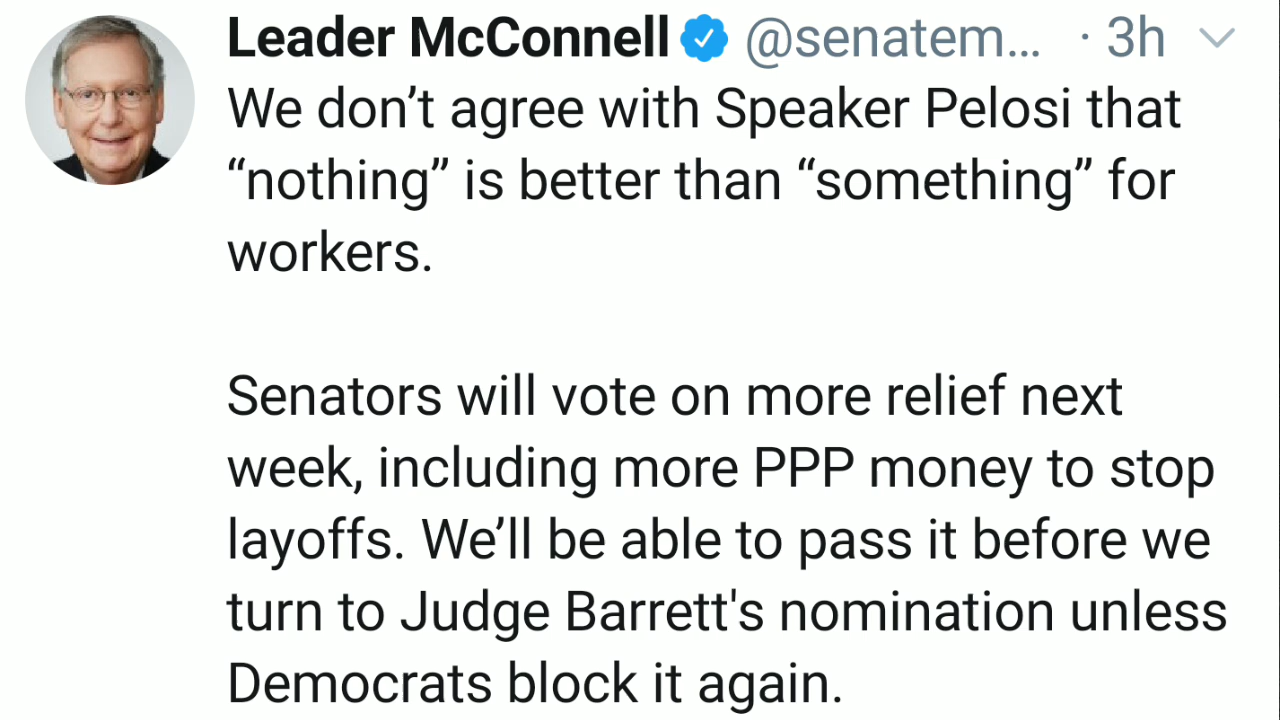 Leader McConnell @senatem... · 3h
We don’t agree with Speaker Pelosi that
“nothing” is better than “something” for
workers.
Senators will vote on more relief next
week, including more PPP money to stop
layoffs. We’ll be able to pass it before we
turn to Judge Barrett's nomination unless
Democrats block it again.